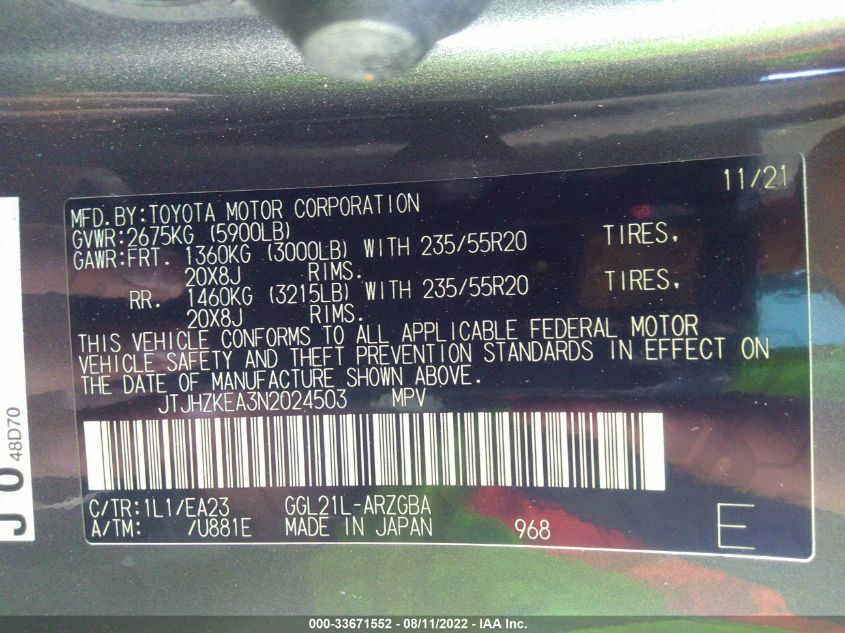 11/21
MFD.BY:TOYOTA MOTOR CORPORATION
GVWR:2675KG (5900LB)
GAWR:FRT. 1360KG (3000LB) WITH 235/55R20 TIRES,
20X8J RIMS.
RR. 1460KG (3215LB) WITH 235/55R20 TIRES,
20X8J RIMS.
THIS VEHICLE CONFORMS TO ALL APPLICABLE FEDERAL MOTOR
VEHICLE SAFETY AND THEFT PREVENTION STANDARDS IN EFFECT ON
THE DATE OF MANUFACTURE SHOWN ABOVE.
JTJHZKEA3N2024503 MPV
C/TR:1L1/EA23 GGL21L-ARZGBA
A/TM: /U881E MADE IN JAPAN 968
E
48D70
000-33671552 - 08/11/2022 - IAA Inc.